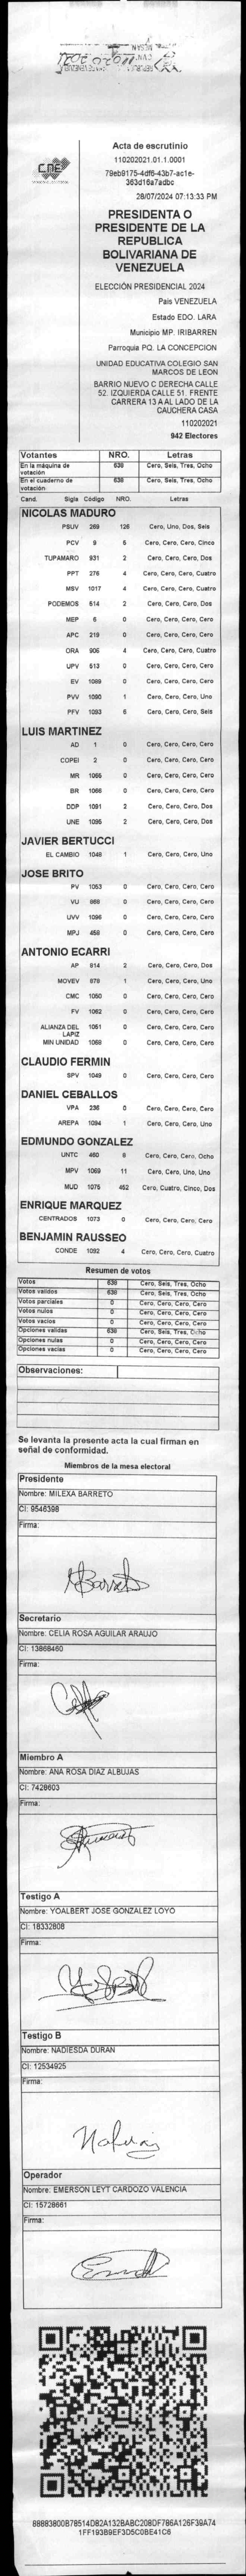 CNE
Acta de escrutinio
110202021.01.1.0001
79eb9175-4df6-43b7-ac1e-
363d16a7adbc
28/07/2024 07:13:33 PM
PRESIDENTA O
PRESIDENTE DE LA
REPUBLICA
BOLIVARIANA DE
VENEZUELA
ELECCIÓN PRESIDENCIAL 2024
País VENEZUELA
Estado EDO. LARA
Municipio MP. IRIBARREN
Parroquia PQ. LA CONCEPCION
UNIDAD EDUCATIVA COLEGIO SAN
MARCOS DE LEON
BARRIO NUEVO C DERECHA CALLE
52. IZQUIERDA CALLE 51. FRENTE
CARRERA 13 A AL LADO DE LA
CAUCHERA CASA
110202021
942 Electores
Votantes NRO. Letras
En la máquina de votación 638 Cero, Seis, Tres, Ocho
En el cuaderno de votación 638 Cero, Seis, Tres, Ocho
Cand. Sigla Código NRO. Letras
NICOLAS MADURO
PSUV 269 126 Cero, Uno, Dos, Seis
PCV 9 5 Cero, Cero, Cero, Cinco
TUPAMARO 931 2 Cero, Cero, Cero, Dos
PPT 276 4 Cero, Cero, Cero, Cuatro
MSV 1017 4 Cero, Cero, Cero, Cuatro
PODEMOS 514 2 Cero, Cero, Cero, Dos
MEP 6 0 Cero, Cero, Cero, Cero
APC 219 0 Cero, Cero, Cero, Cero
ORA 906 4 Cero, Cero, Cero, Cuatro
UPV 513 0 Cero, Cero, Cero, Cero
EV 1089 0 Cero, Cero, Cero, Cero
PVV 1090 1 Cero, Cero, Cero, Uno
PFV 1093 6 Cero, Cero, Cero, Seis
LUIS MARTINEZ
AD 1 0 Cero, Cero, Cero, Cero
COPEI 2 0 Cero, Cero, Cero, Cero
MR 1065 0 Cero, Cero, Cero, Cero
BR 1066 0 Cero, Cero, Cero, Cero
DDP 1091 2 Cero, Cero, Cero, Dos
UNE 1095 2 Cero, Cero, Cero, Dos
JAVIER BERTUCCI
EL CAMBIO 1048 1 Cero, Cero, Cero, Uno
JOSE BRITO
PV 1053 0 Cero, Cero, Cero, Cero
VU 868 0 Cero, Cero, Cero, Cero
UVV 1096 0 Cero, Cero, Cero, Cero
MPJ 458 0 Cero, Cero, Cero, Cero
ANTONIO ECARRI
AP 814 2 Cero, Cero, Cero, Dos
MOVEV 679 1 Cero, Cero, Cero, Uno
CMC 1050 0 Cero, Cero, Cero, Cero
FV 1062 0 Cero, Cero, Cero, Cero
ALIANZA DEL LAPIZ 1051 0 Cero, Cero, Cero, Cero
MIN UNIDAD 1068 0 Cero, Cero, Cero, Cero
CLAUDIO FERMIN
SPV 1049 0 Cero, Cero, Cero, Cero
DANIEL CEBALLOS
VPA 236 0 Cero, Cero, Cero, Cero
AREPA 1094 1 Cero, Cero, Cero, Uno
EDMUNDO GONZALEZ
UNTC 460 8 Cero, Cero, Cero, Ocho
MPV 1069 11 Cero, Cero, Uno, Uno
MUD 1075 452 Cero, Cuatro, Cinco, Dos
ENRIQUE MARQUEZ
CENTRADOS 1073 0 Cero, Cero, Cero, Cero
BENJAMIN RAUSSEO
CONDE 1092 4 Cero, Cero, Cero, Cuatro
Resumen de votos
Votos 638 Cero, Seis, Tres, Ocho
Votos validos 638 Cero, Seis, Tres, Ocho
Votos parciales 0 Cero, Cero, Cero, Cero
Votos nulos 0 Cero, Cero, Cero, Cero
Votos vacios 0 Cero, Cero, Cero, Cero
Opciones validas 638 Cero, Seis, Tres, Ocho
Opciones nulas 0 Cero, Cero, Cero, Cero
Opciones vacias 0 Cero, Cero, Cero, Cero
Observaciones:
Se levanta la presente acta la cual firman en
señal de conformidad.
Miembros de la mesa electoral
Presidente
Nombre: MILEXA BARRETO
CI: 9546398
Firma:
Secretario
Nombre: CELIA ROSA AGUILAR ARAUJO
CI: 13868460
Firma:
Miembro A
Nombre: ANA ROSA DIAZ ALBUJAS
CI: 7428603
Firma:
Testigo A
Nombre: YOALBERT JOSE GONZALEZ LOYO
CI: 18332808
Firma:
Testigo B
Nombre: NADIESDA DURAN
CI: 12534925
Firma:
Operador
Nombre: EMERSON LEYT CARDOZO VALENCIA
CI: 15728661
Firma:
88883800B78514D82A132BABC208DF786A126F39A74
1FF193B9EF3D5C0BE41C6